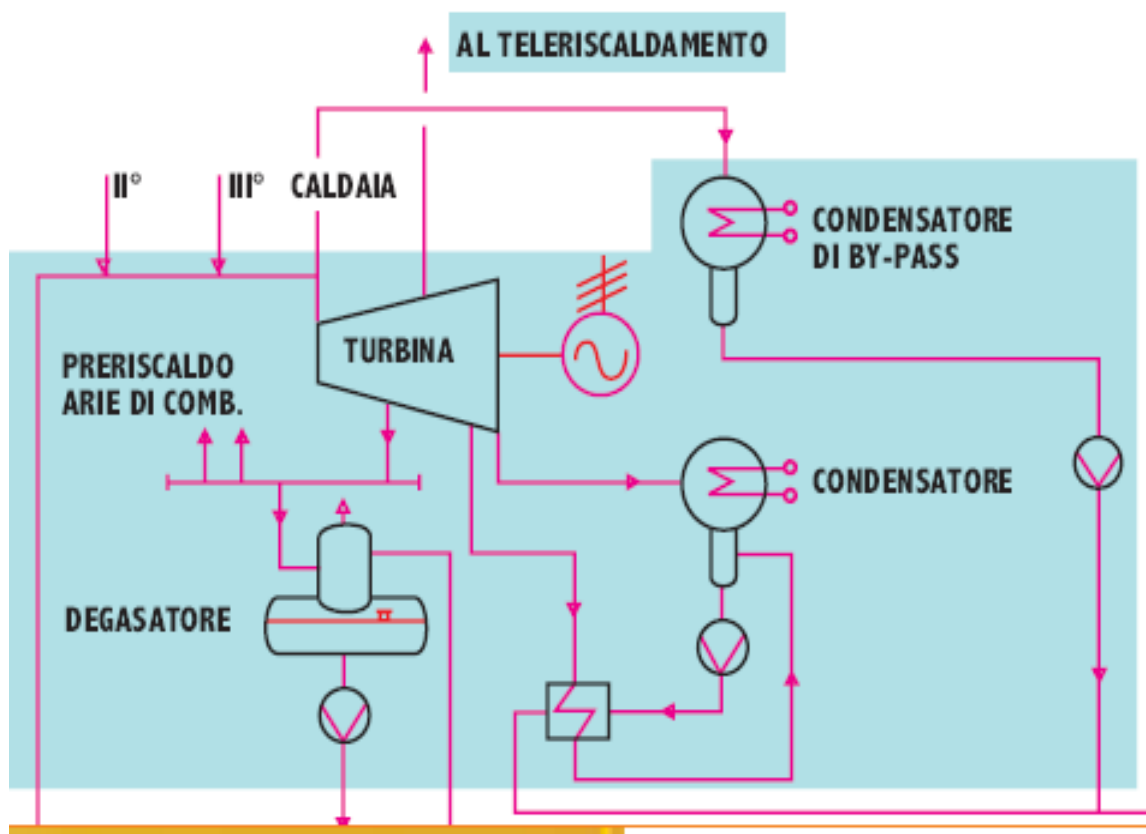 AL TELERISCALDAMENTO
II° III° CALDAIA
CONDENSATORE
DI BY-PASS
TURBINA
PRERISCALDO
ARIE DI COMB.
CONDENSATORE
DEGASATORE